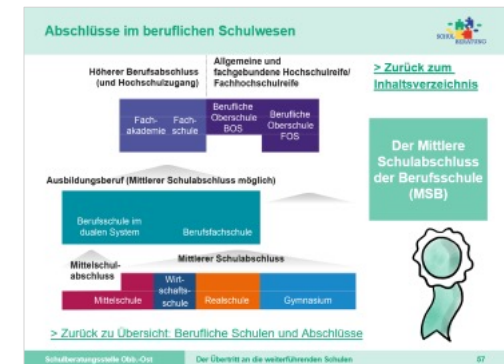 Abschlüsse im beruflichen Schulwesen
SCHUL
BERATUNG
Höherer Berufsabschluss
(und Hochschulzugang)
Allgemeine und
fachgebundene Hochschulreife/
Fachhochschulreife
> Zurück zum
Inhaltsverzeichnis
Fach-
akademie
Fach-
schule
Berufliche
Oberschule
BOS
Berufliche
Oberschule
FOS
Der Mittlere
Schulabschluss
der Berufsschule
(MSB)
Ausbildungsberuf (Mittlerer Schulabschluss möglich)
Berufsschule im
dualen System
Berufsfachschule
Mittelschul-
abschluss
Mittlerer Schulabschluss
Mittelschule
Wirt-
schafts-
schule
Realschule
Gymnasium
> Zurück zu Übersicht: Berufliche Schulen und Abschlüsse
Schulberatungsstelle Obb.-Ost
Der Übertritt an die weiterführenden Schulen
57